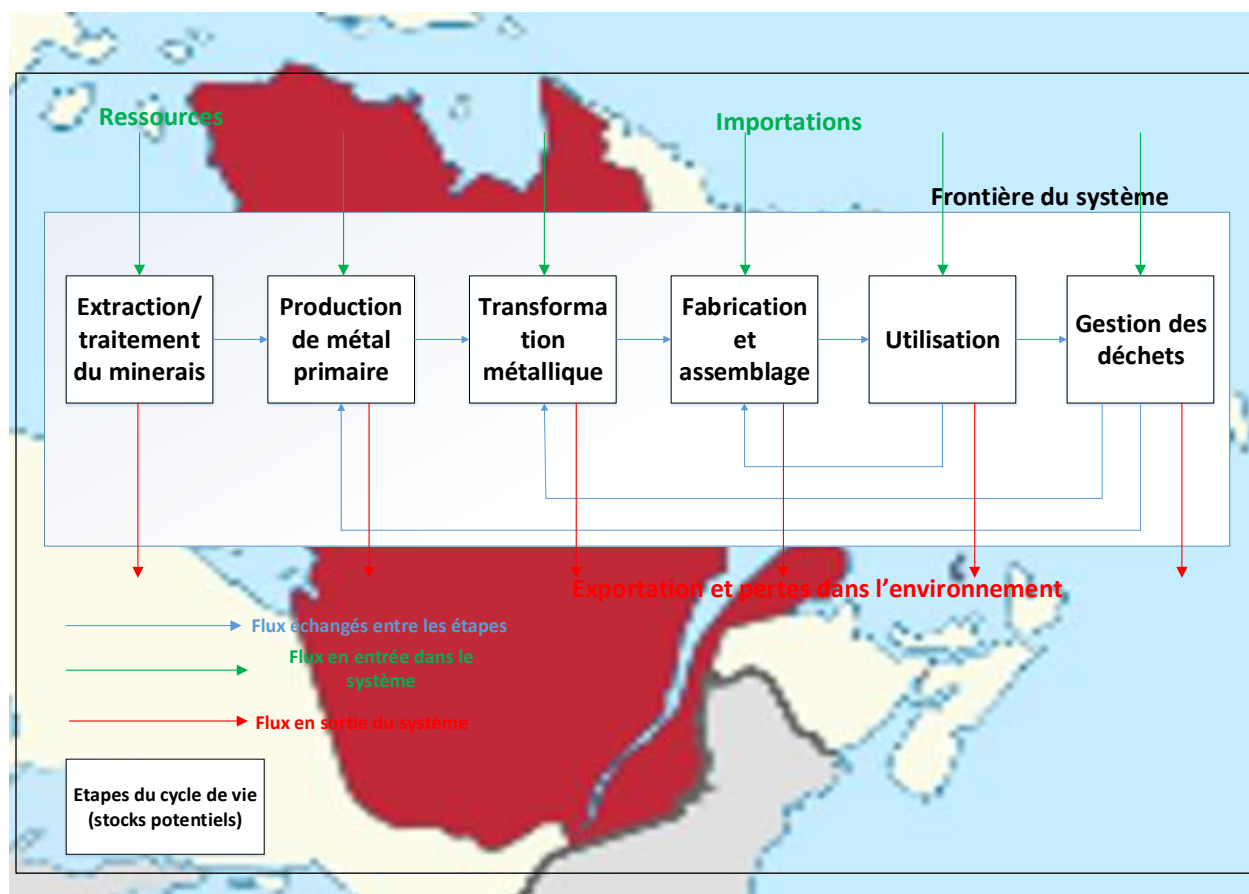 Ressources
Importations
Frontière du système
Extraction/
traitement
du minerais
Production
de métal
primaire
Transforma
tion
métallique
Fabrication
et
assemblage
Utilisation
Gestion des
déchets
Exportation et pertes dans l’environnement
Flux échangés entre les étapes
Flux en entrée dans le
système
Flux en sortie du système
Etapes du cycle de vie
(stocks potentiels)